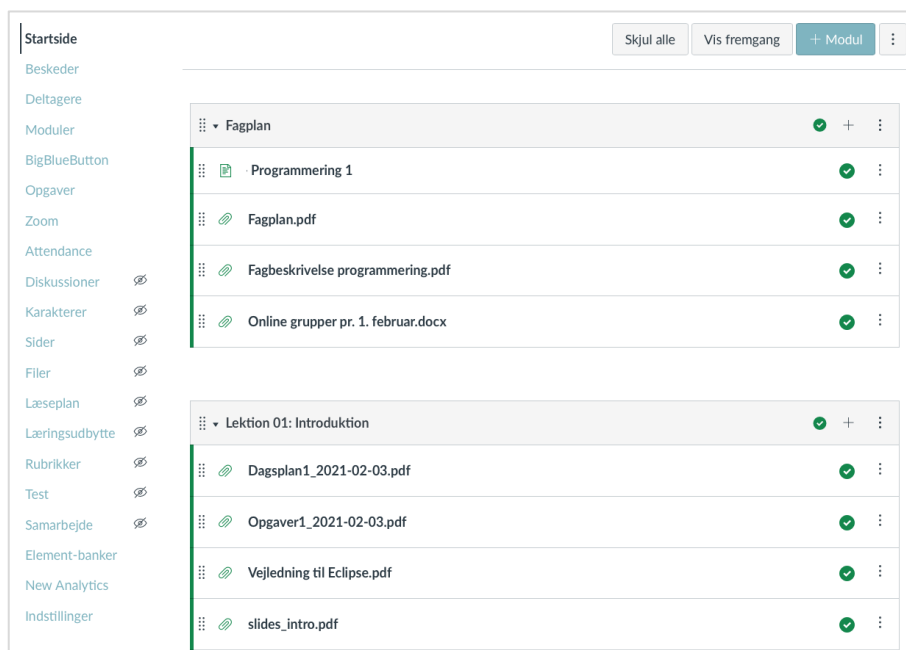 Startside
Beskeder
Deltagere
Moduler
BigBlueButton
Opgaver
Zoom
Attendance
Diskussioner
Karakterer
Sider
Filer
Læseplan
Læringsudbytte
Rubrikker
Test
Samarbejde
Element-banker
New Analytics
Indstillinger
Skjul alle
Vis fremgang
+ Modul
Fagplan
Programmering 1
Fagplan.pdf
Fagbeskrivelse programmering.pdf
Online grupper pr. 1. februar.docx
Lektion 01: Introduktion
Dagsplan1_2021-02-03.pdf
Opgaver1_2021-02-03.pdf
Vejledning til Eclipse.pdf
slides_intro.pdf